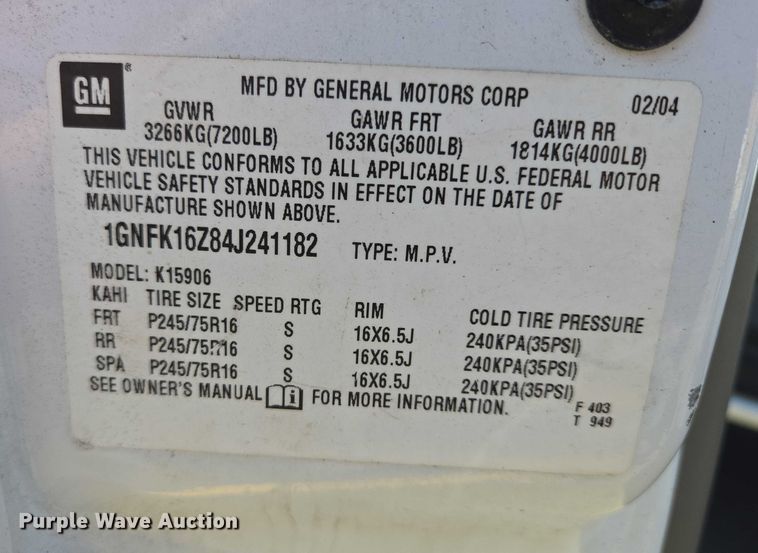 GM
®
MFD BY GENERAL MOTORS CORP 02/04
GVWR GAWR FRT GAWR RR
3266KG(7200LB) 1633KG(3600LB) 1814KG(4000LB)
THIS VEHICLE CONFORMS TO ALL APPLICABLE U.S. FEDERAL MOTOR
VEHICLE SAFETY STANDARDS IN EFFECT ON THE DATE OF
MANUFACTURE SHOWN ABOVE.
1GNFK16Z84J241182 TYPE: M.P.V.
MODEL: K15906
KAHI TIRE SIZE SPEED RTG RIM COLD TIRE PRESSURE
FRT P245/75R16 S 16X6.5J 240KPA(35PSI)
RR P245/75R16 S 16X6.5J 240KPA(35PSI)
SPA P245/75R16 S 16X6.5J 240KPA(35PSI)
SEE OWNER'S MANUAL i FOR MORE INFORMATION.
F 403
T 949
Purple Wave Auction